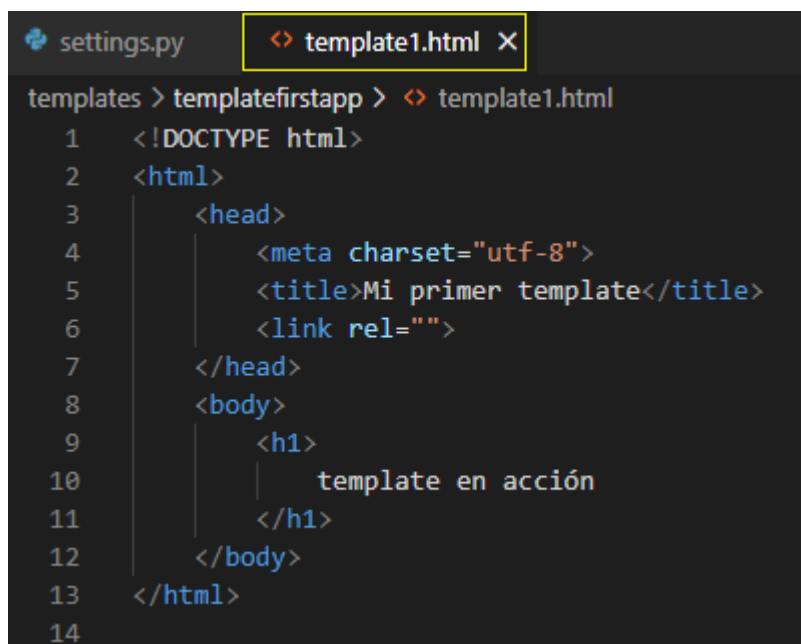 settings.py template1.html ×
templates > templatefirstapp > <> template1.html
1 <!DOCTYPE html>
2 <html>
3 <head>
4 <meta charset="utf-8">
5 <title>Mi primer template</title>
6 <link rel="">
7 </head>
8 <body>
9 <h1>
10 template en acción
11 </h1>
12 </body>
13 </html>
14